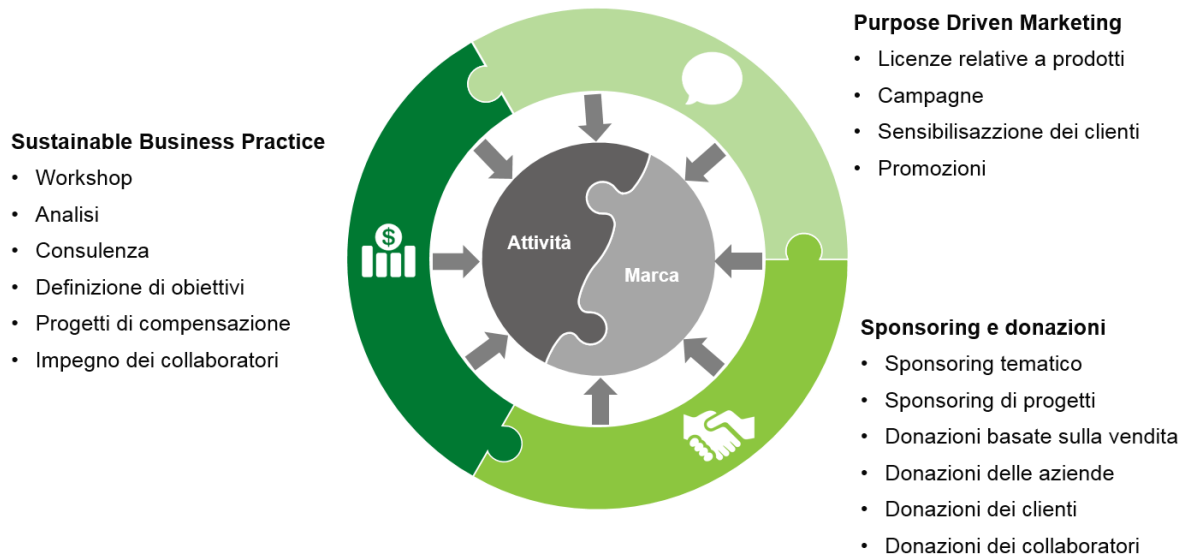 Purpose Driven Marketing
• Licenze relative a prodotti
• Campagne
• Sensibilisazzione dei clienti
• Promozioni
Sustainable Business Practice
• Workshop
• Analisi
• Consulenza
• Definizione di obiettivi
• Progetti di compensazione
• Impegno dei collaboratori
$
Attività
Marca
Sponsoring e donazioni
• Sponsoring tematico
• Sponsoring di progetti
• Donazioni basate sulla vendita
• Donazioni delle aziende
• Donazioni dei clienti
• Donazioni dei collaboratori